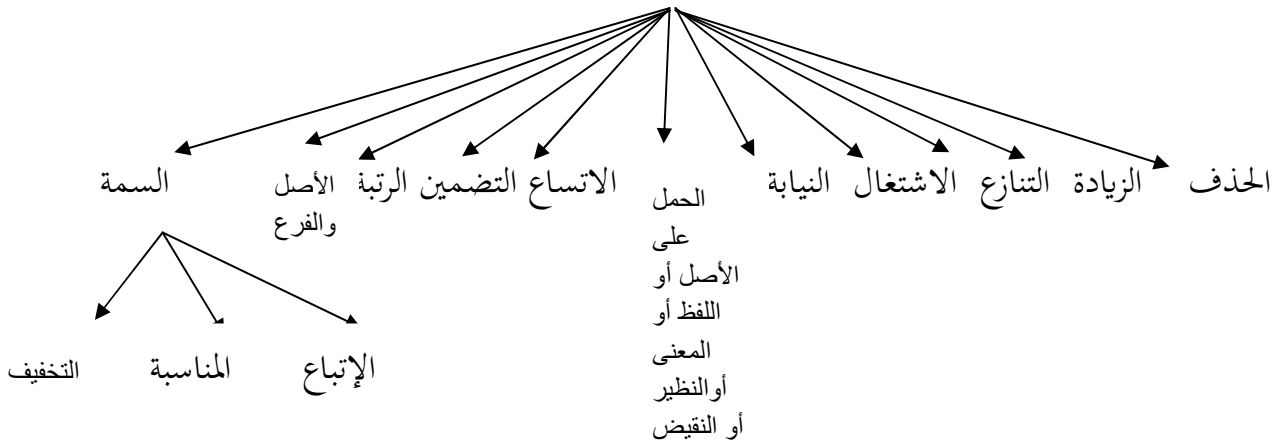 الحذف الزيادة التنازع الاشتغال النيابة
الحمل
على
الأصل أو
اللفظ أو
المعنى
أوالنظير
أو النقيض
الاتساع التضمين الرتبة
الأصل
والفرع
السمة
الإتباع المناسبة التخفيف